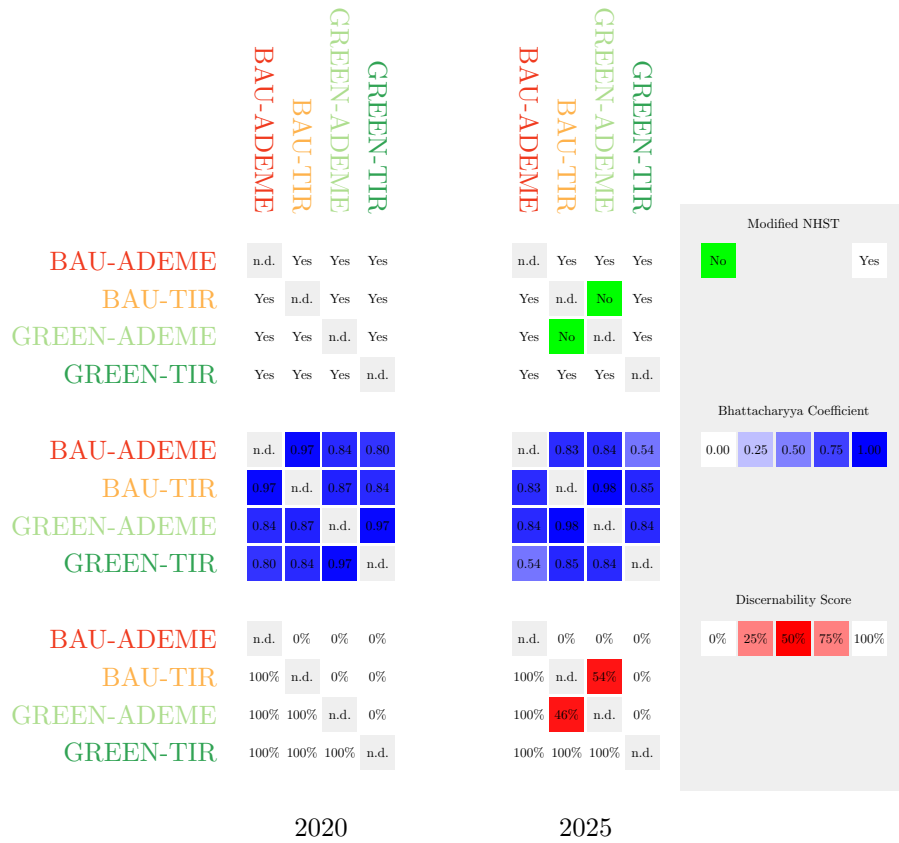 BAU-ADEME BAU-TIR GREEN-ADEME GREEN-TIR BAU-ADEME BAU-TIR GREEN-ADEME GREEN-TIR
Modified NHST
BAU-ADEME n.d. Yes Yes Yes n.d. Yes Yes Yes No Yes
BAU-TIR Yes n.d. Yes Yes Yes n.d. No Yes
GREEN-ADEME Yes Yes n.d. Yes Yes No n.d. Yes
GREEN-TIR Yes Yes Yes n.d. Yes Yes Yes n.d.
Bhattacharyya Coefficient
BAU-ADEME n.d. 0.97 0.84 0.80 n.d. 0.83 0.84 0.54 0.00 0.25 0.50 0.75 1.00
BAU-TIR 0.97 n.d. 0.87 0.84 0.83 n.d. 0.98 0.85
GREEN-ADEME 0.84 0.87 n.d. 0.97 0.84 0.98 n.d. 0.84
GREEN-TIR 0.80 0.84 0.97 n.d. 0.54 0.85 0.84 n.d.
Discernability Score
BAU-ADEME n.d. 0% 0% 0% n.d. 0% 0% 0% 0% 25% 50% 75% 100%
BAU-TIR 100% n.d. 0% 0% 100% n.d. 54% 0%
GREEN-ADEME 100% 100% n.d. 0% 100% 46% n.d. 0%
GREEN-TIR 100% 100% 100% n.d. 100% 100% 100% n.d.
2020 2025